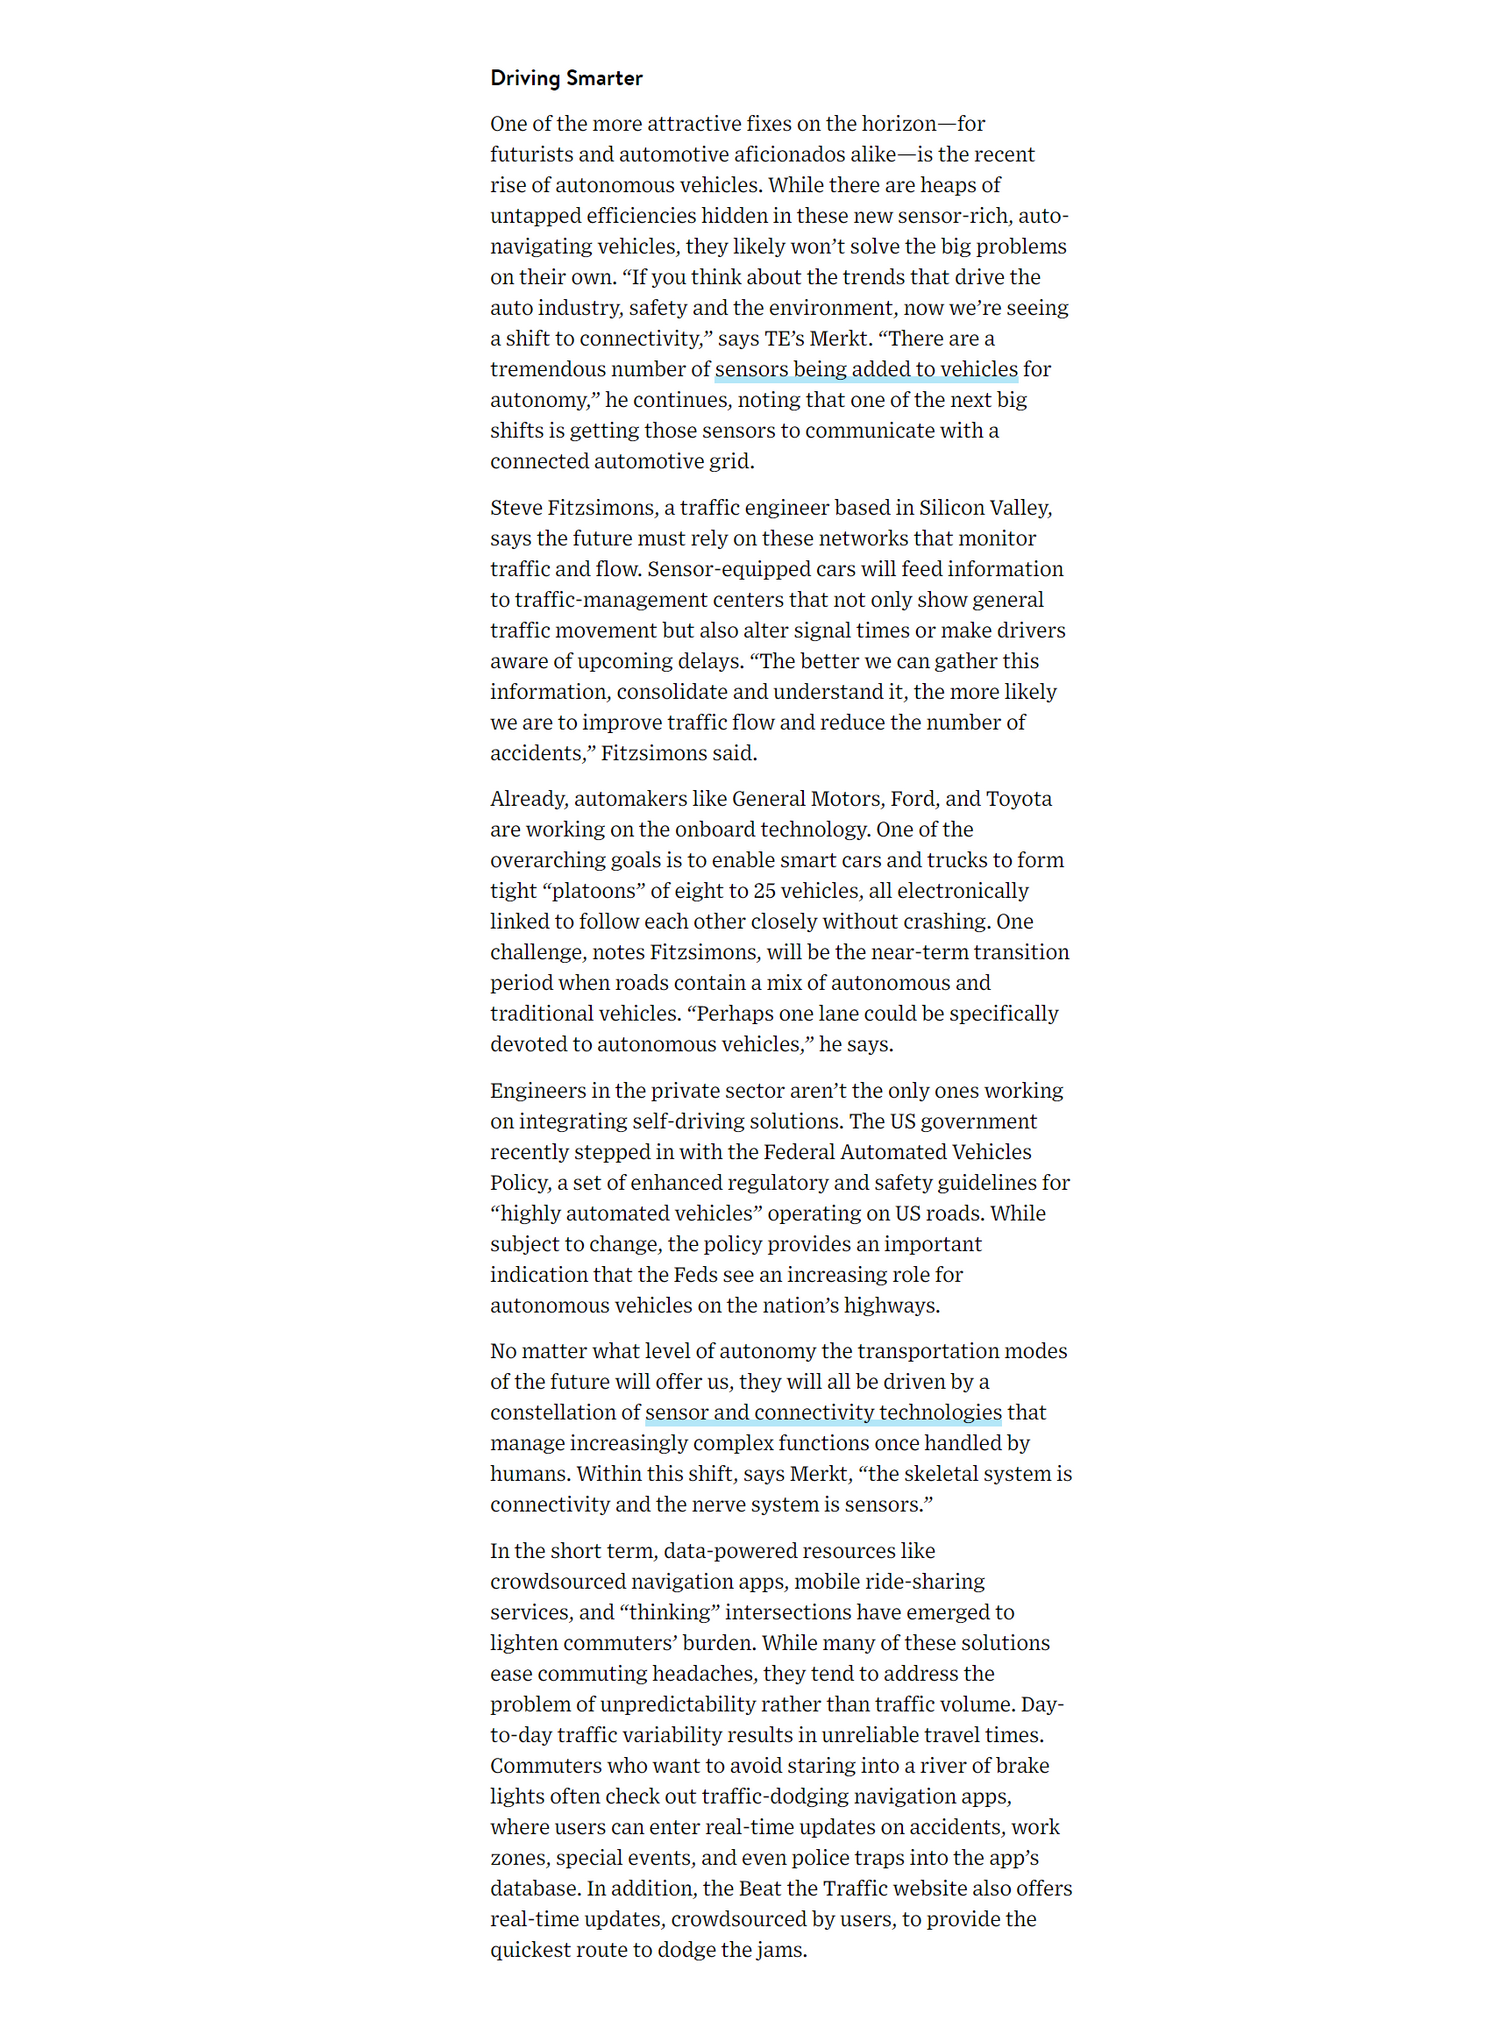 Driving Smarter
One of the more attractive fixes on the horizon—for
futurists and automotive aficionados alike—is the recent
rise of autonomous vehicles. While there are heaps of
untapped efficiencies hidden in these new sensor-rich, auto-
navigating vehicles, they likely won’t solve the big problems
on their own. “If you think about the trends that drive the
auto industry, safety and the environment, now we’re seeing
a shift to connectivity,” says TE’s Merkt. “There are a
tremendous number of sensors being added to vehicles for
autonomy,” he continues, noting that one of the next big
shifts is getting those sensors to communicate with a
connected automotive grid.
Steve Fitzsimons, a traffic engineer based in Silicon Valley,
says the future must rely on these networks that monitor
traffic and flow. Sensor-equipped cars will feed information
to traffic-management centers that not only show general
traffic movement but also alter signal times or make drivers
aware of upcoming delays. “The better we can gather this
information, consolidate and understand it, the more likely
we are to improve traffic flow and reduce the number of
accidents,” Fitzsimons said.
Already, automakers like General Motors, Ford, and Toyota
are working on the onboard technology. One of the
overarching goals is to enable smart cars and trucks to form
tight “platoons” of eight to 25 vehicles, all electronically
linked to follow each other closely without crashing. One
challenge, notes Fitzsimons, will be the near-term transition
period when roads contain a mix of autonomous and
traditional vehicles. “Perhaps one lane could be specifically
devoted to autonomous vehicles,” he says.
Engineers in the private sector aren’t the only ones working
on integrating self-driving solutions. The US government
recently stepped in with the Federal Automated Vehicles
Policy, a set of enhanced regulatory and safety guidelines for
“highly automated vehicles” operating on US roads. While
subject to change, the policy provides an important
indication that the Feds see an increasing role for
autonomous vehicles on the nation’s highways.
No matter what level of autonomy the transportation modes
of the future will offer us, they will all be driven by a
constellation of sensor and connectivity technologies that
manage increasingly complex functions once handled by
humans. Within this shift, says Merkt, “the skeletal system is
connectivity and the nerve system is sensors.”
In the short term, data-powered resources like
crowdsourced navigation apps, mobile ride-sharing
services, and “thinking” intersections have emerged to
lighten commuters’ burden. While many of these solutions
ease commuting headaches, they tend to address the
problem of unpredictability rather than traffic volume. Day-
to-day traffic variability results in unreliable travel times.
Commuters who want to avoid staring into a river of brake
lights often check out traffic-dodging navigation apps,
where users can enter real-time updates on accidents, work
zones, special events, and even police traps into the app’s
database. In addition, the Beat the Traffic website also offers
real-time updates, crowdsourced by users, to provide the
quickest route to dodge the jams.